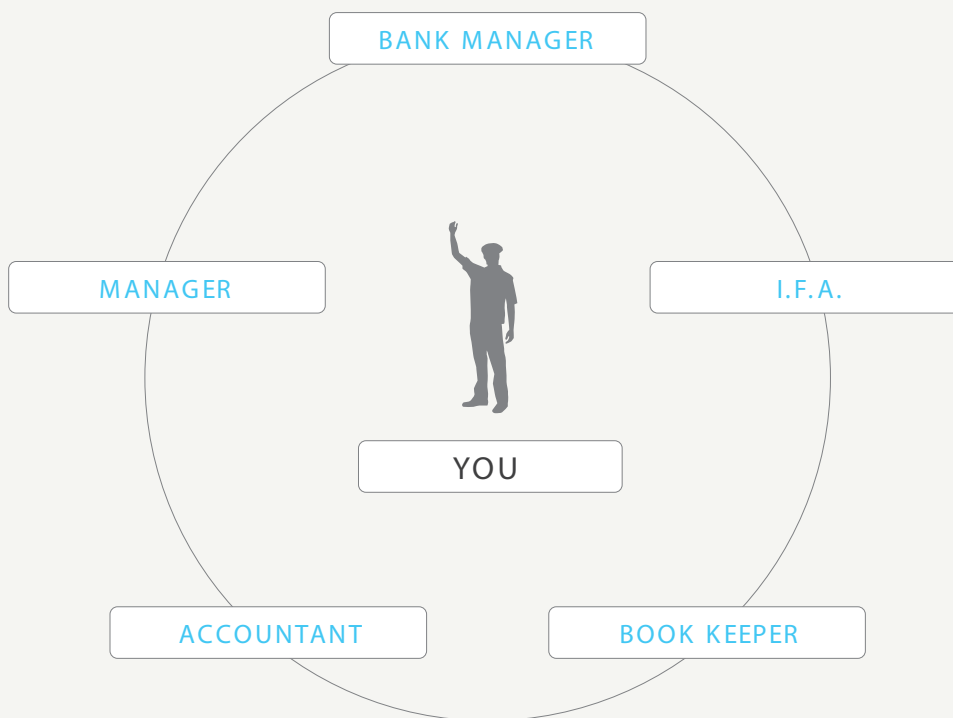 BANK MANAGER
MANAGER
I.F.A.
YOU
ACCOUNTANT
BOOK KEEPER